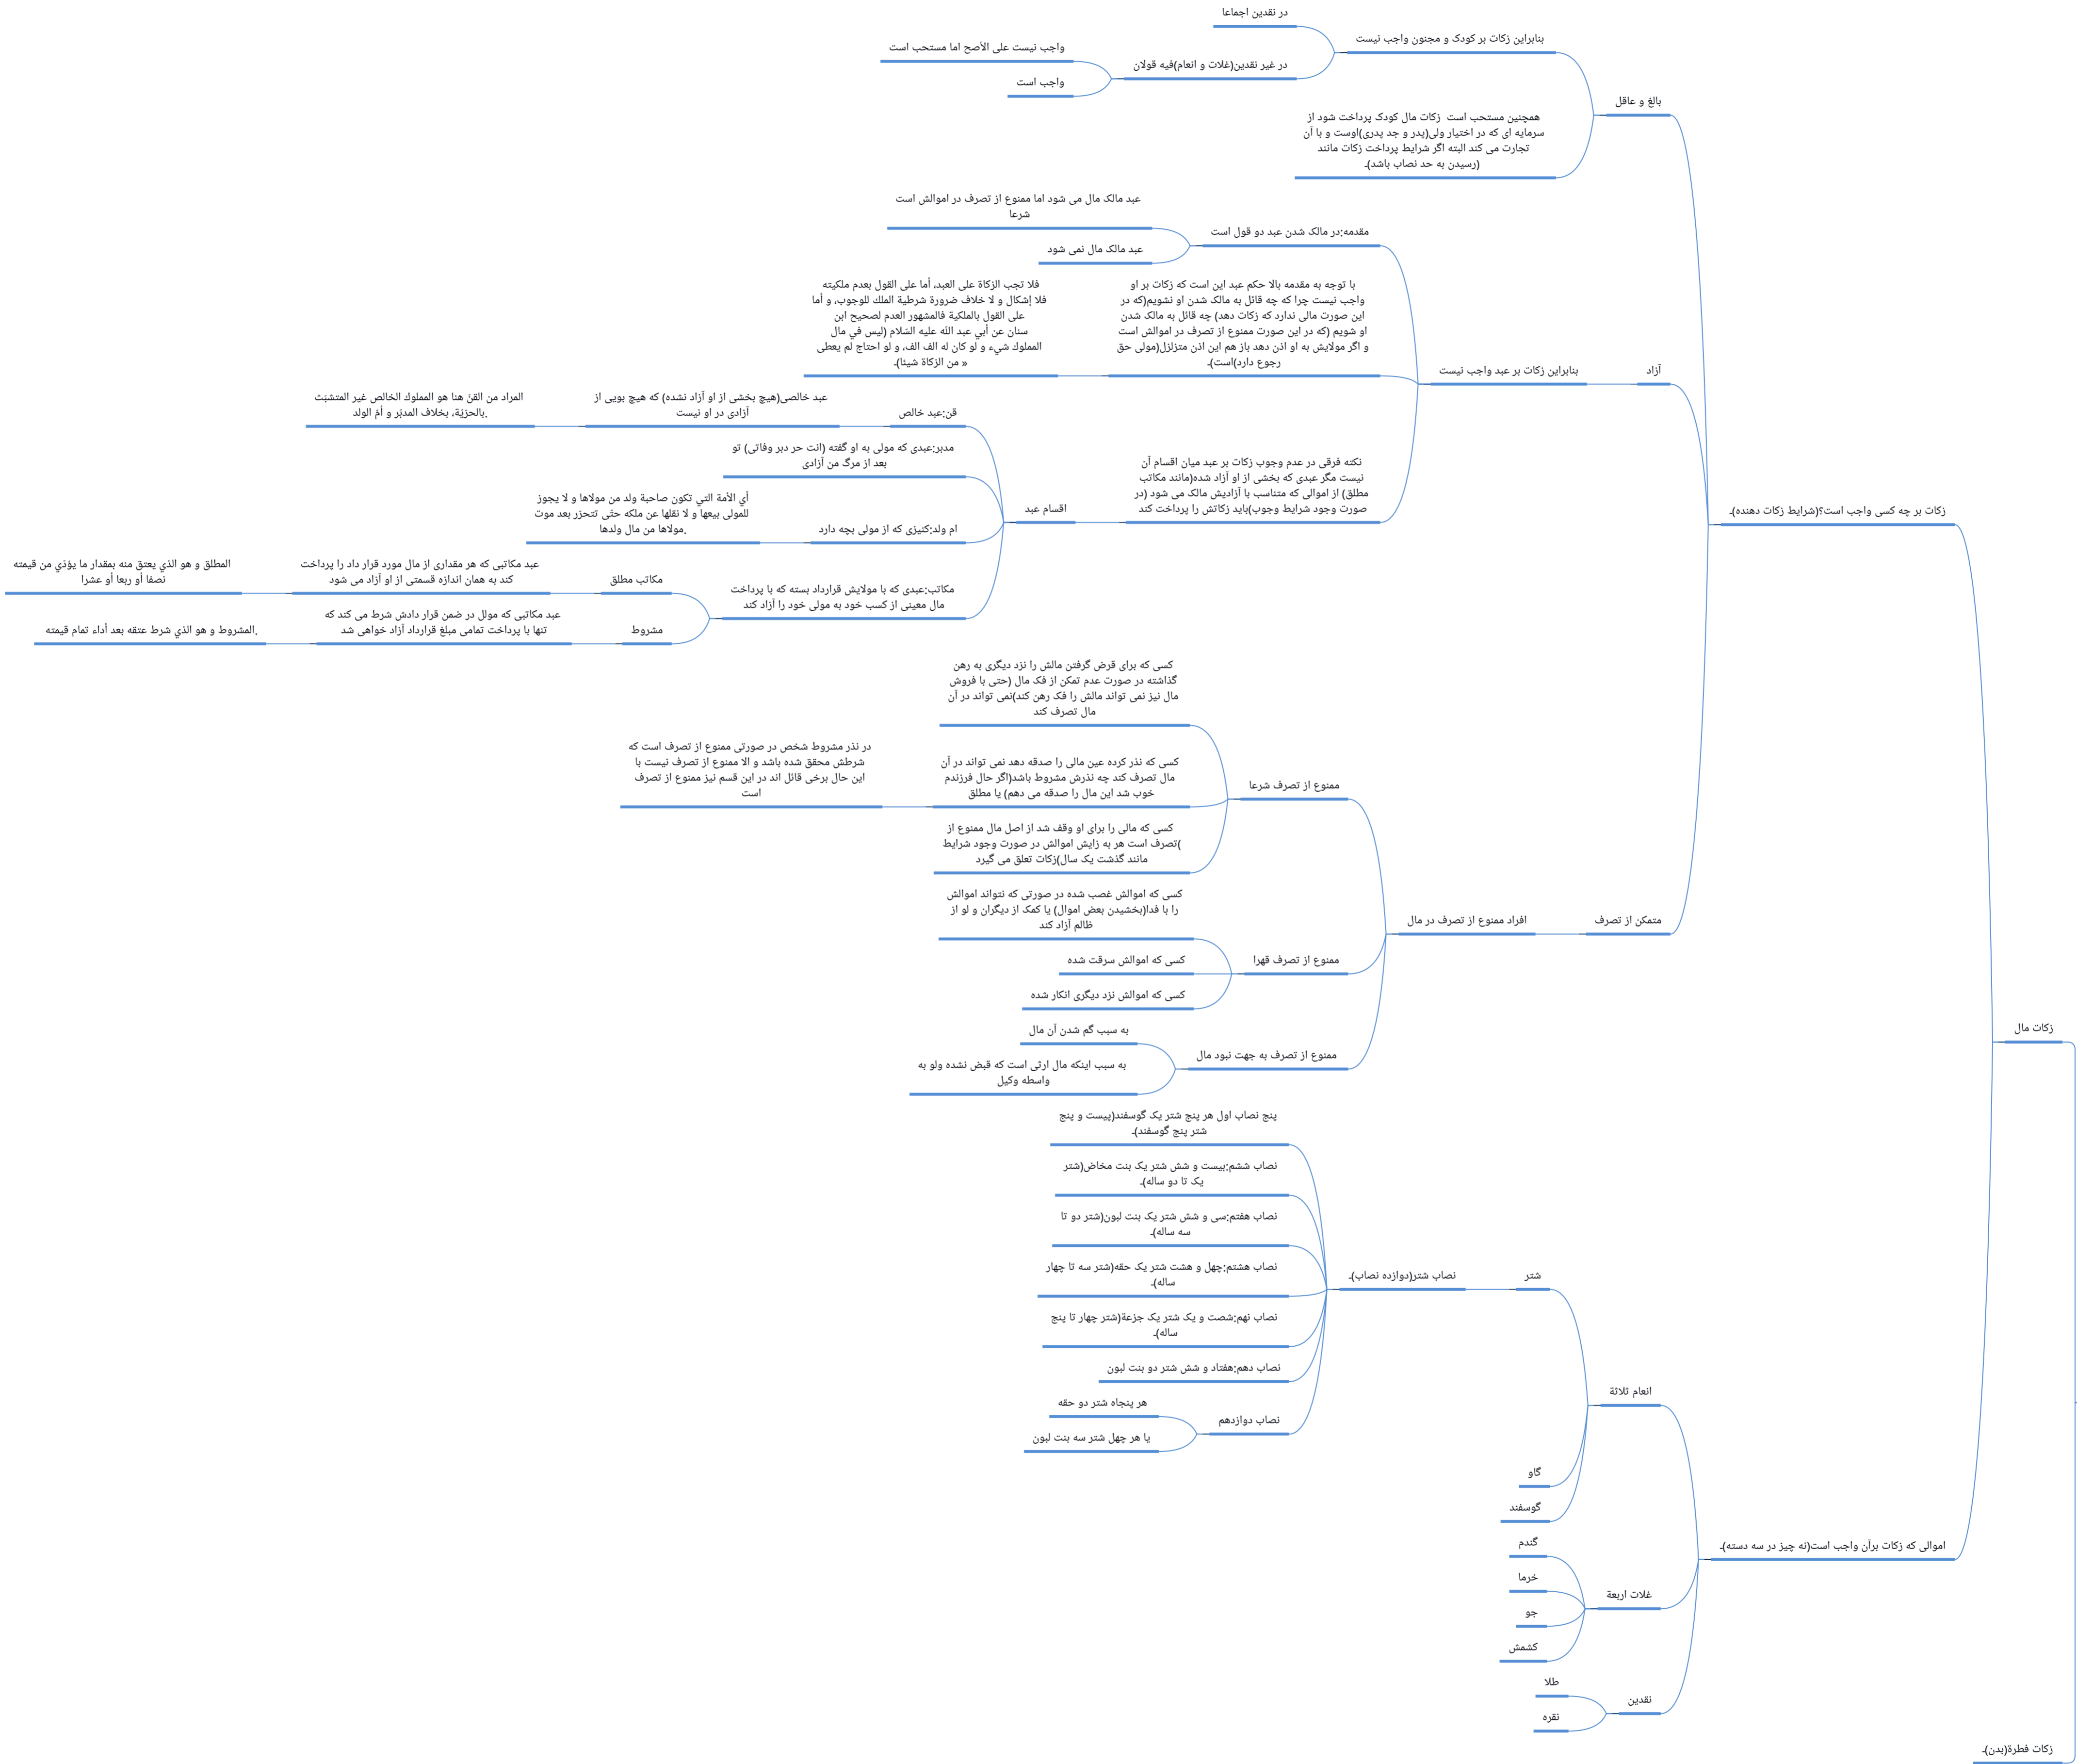 زکات مال
زکات بر چه کسی واجب است؟(شرایط زکات دهنده)ـ
بالغ و عاقل
بنابراین زکات بر کودک و مجنون واجب نیست
در نقدین اجماعا
در غیر نقدین(غلات و انعام)فیه قولان
واجب نیست علی الأصح اما مستحب است
واجب است
همچنین مستحب است زکات مال کودک پرداخت شود از
سرمایه ای که در اختیار ولی(پدر و جد پدری)اوست و با آن
تجارت می کند البته اگر شرایط پرداخت زکات مانند
(رسیدن به حد نصاب باشد)ـ
آزاد
بنابراین زکات بر عبد واجب نیست
مقدمه:در مالک شدن عبد دو قول است
عبد مالک مال می شود اما ممنوع از تصرف در اموالش است
شرعا
عبد مالک مال نمی شود
با توجه به مقدمه بالا حکم عبد این است که زکات بر او
واجب نیست چرا که چه قائل به مالک شدن او نشویم(که در
این صورت مالی ندارد که زکات دهد) چه قائل به مالک شدن
او شویم (که در این صورت ممنوع از تصرف در اموالش است
و اگر مولایش به او اذن دهد باز هم این اذن متزلزل(مولی حق
رجوع دارد)است)ـ
فلا تجب الزکاة علی العبد، أما علی القول بعدم ملکیته
فلا إشکال و لا خلاف ضرورة شرطیة الملك للوجوب، و أما
علی القول بالملکیة فالمشهور العدم لصحیح ابن
سنان عن أبي عبد اللّه علیه السّلام (لیس في مال
المملوك شيء و لو کان له الف الف، و لو احتاج لم یعطی
« من الزکاة شیئا)ـ
نکته فرقی در عدم وجوب زکات بر عبد میان اقسام آن
نیست مگر عبدی که بخشی از او آزاد شده(مانند مکاتب
مطلق) از اموالی که متناسب با آزادیش مالک می شود (در
صورت وجود شرایط وجوب)باید زکاتش را پرداخت کند
اقسام عبد
قن:عبد خالص
عبد خالصی(هیچ بخشی از او آزاد نشده) که هیچ بویی از
آزادی در او نیست
المراد من القنّ هنا هو المملوك الخالص غیر المتشبّث
بالحرّیّة، بخلاف المدبّر و أمّ الولد.
مدبر:عبدی که مولی به او گفته (انت حر دبر وفاتی) تو
بعد از مرگ من آزادی
ام ولد:کنیزی که از مولی بچه دارد
أي الأمة التي تکون صاحبة ولد من مولاها و لا یجوز
للمولی بیعها و لا نقلها عن ملکه حتّی تتحرّر بعد موت
مولاها من مال ولدها.
مکاتب:عبدی که با مولایش قرارداد بسته که با پرداخت
مال معینی از کسب خود به مولی خود را آزاد کند
مکاتب مطلق
عبد مکاتبی که هر مقداری از مال مورد قرار داد را پرداخت
کند به همان اندازه قسمتی از او آزاد می شود
المطلق و هو الذي یعتق منه بمقدار ما یؤدّي من قیمته
نصفا أو ربعا أو عشرا
مشروط
عبد مکاتبی که مولل در ضمن قرار دادش شرط می کند که
تنها با پرداخت تمامی مبلغ قرارداد آزاد خواهی شد
المشروط و هو الذي شرط عتقه بعد أداء تمام قیمته.
متمکن از تصرف
افراد ممنوع از تصرف در مال
ممنوع از تصرف شرعا
کسی که برای قرض گرفتن مالش را نزد دیگری به رهن
گذاشته در صورت عدم تمکن از فک مال (حتی با فروش
مال نیز نمی تواند مالش را فک رهن کند)نمی تواند در آن
مال تصرف کند
کسی که نذر کرده عین مالی را صدقه دهد نمی تواند در آن
مال تصرف کند چه نذرش مشروط باشد(اگر حال فرزندم
خوب شد این مال را صدقه می دهم) یا مطلق
در نذر مشروط شخص در صورتی ممنوع از تصرف است که
شرطش محقق شده باشد و الا ممنوع از تصرف نیست با
این حال برخی قائل اند در این قسم نیز ممنوع از تصرف
است
کسی که مالی را برای او وقف شد از اصل مال ممنوع از
تصرف است هر به زایش اموالش در صورت وجود شرایط(
مانند گذشت یک سال)زکات تعلق می گیرد
ممنوع از تصرف قهرا
کسی که اموالش غصب شده در صورتی که نتواند اموالش
را با فدا(بخشیدن بعض اموال) یا کمک از دیگران و لو از
ظالم آزاد کند
کسی که اموالش سرقت شده
کسی که اموالش نزد دیگری انکار شده
ممنوع از تصرف به جهت نبود مال
به سبب گم شدن آن مال
به سبب اینکه مال ارثی است که قبض نشده ولو به
واسطه وکیل
اموالی که زکات برآن واجب است(نه چیز در سه دسته)ـ
انعام ثلاثة
شتر
نصاب شتر(دوازده نصاب)ـ
پنج نصاب اول هر پنج شتر یک گوسفند(پیست و پنج
شتر پنج گوسفند)ـ
نصاب ششم:بیست و شش شتر یک بنت مخاض(شتر
یک تا دو ساله)ـ
نصاب هفتم:سی و شش شتر یک بنت لبون(شتر دو تا
سه ساله)ـ
نصاب هشتم:چهل و هشت شتر یک حقه(شتر سه تا چهار
ساله)ـ
نصاب نهم:شصت و یک شتر یک جزعة(شتر چهار تا پنج
ساله)ـ
نصاب دهم:هفتاد و شش شتر دو بنت لبون
نصاب دوازدهم
هر پنجاه شتر دو حقه
یا هر چهل شتر سه بنت لبون
گاو
گوسفند
غلات اربعة
گندم
خرما
جو
کشمش
نقدین
طلا
نقره
زکات فطرة(بدن)ـ